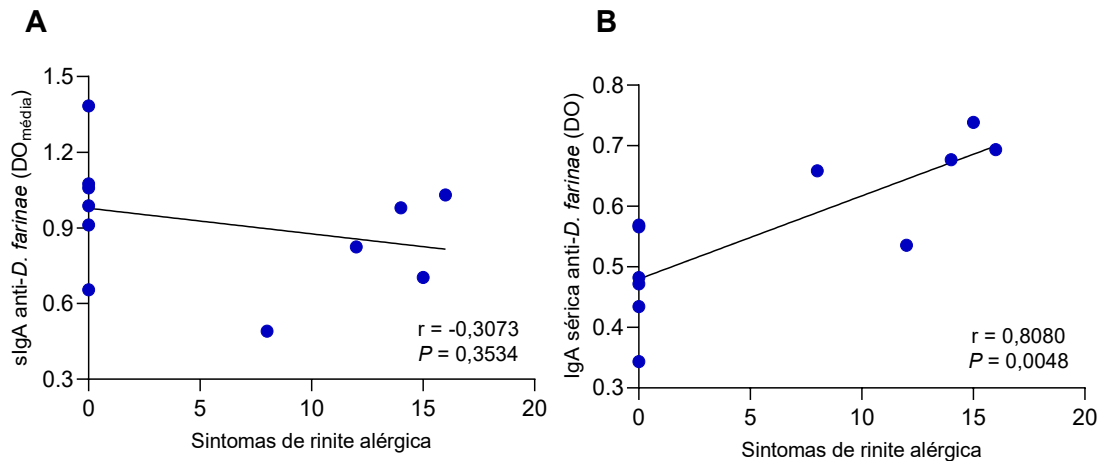 A
sIgA anti-D. farinae (DOmédia)
1.5
1.2
0.9
0.6
0.3
0
5
10
15
20
r = -0,3073
P = 0,3534
Sintomas de rinite alérgica
B
IgA sérica anti-D. farinae (DO)
0.8
0.7
0.6
0.5
0.4
0.3
0
5
10
15
20
r = 0,8080
P = 0,0048
Sintomas de rinite alérgica